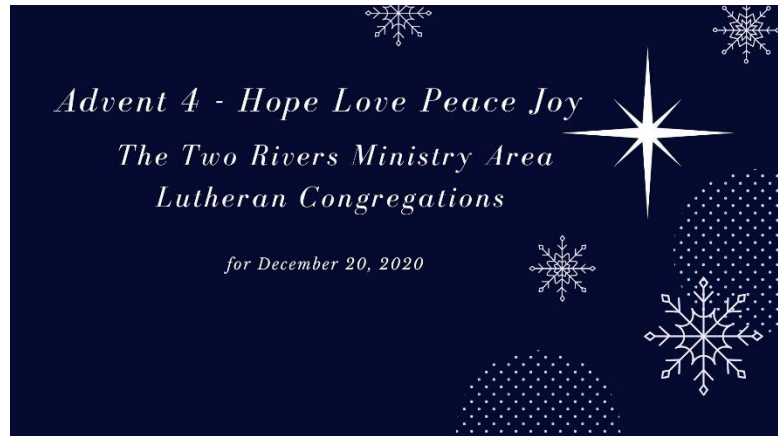 Advent 4 - Hope Love Peace Joy
The Two Rivers Ministry Area
Lutheran Congregations
for December 20, 2020